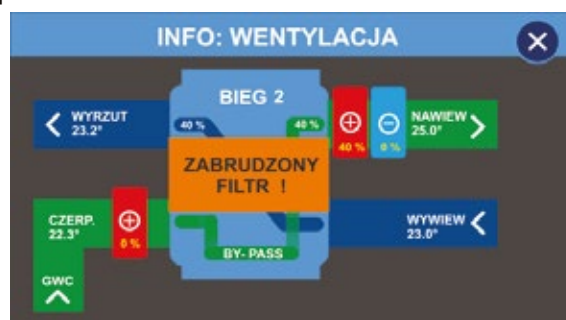 INFO: WENTYLACJA
BIEG 2
WYRZUT
23.2°
40 %
40 %
40 %
0 %
NAWIEW
25.0°
ZABRUDZONY
FILTR !
CZERP.
22.3°
0 %
WYWIEW
23.0°
BY- PASS
GWC